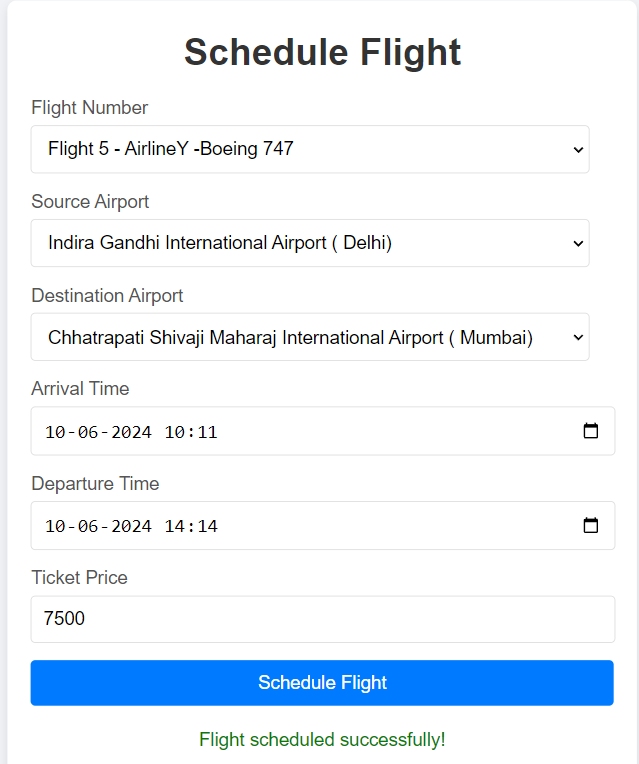 Schedule Flight
Flight Number
Flight 5 - AirlineY -Boeing 747
Source Airport
Indira Gandhi International Airport ( Delhi)
Destination Airport
Chhatrapati Shivaji Maharaj International Airport ( Mumbai)
Arrival Time
10-06-2024 10:11
Departure Time
10-06-2024 14:14
Ticket Price
7500
Schedule Flight
Flight scheduled successfully!